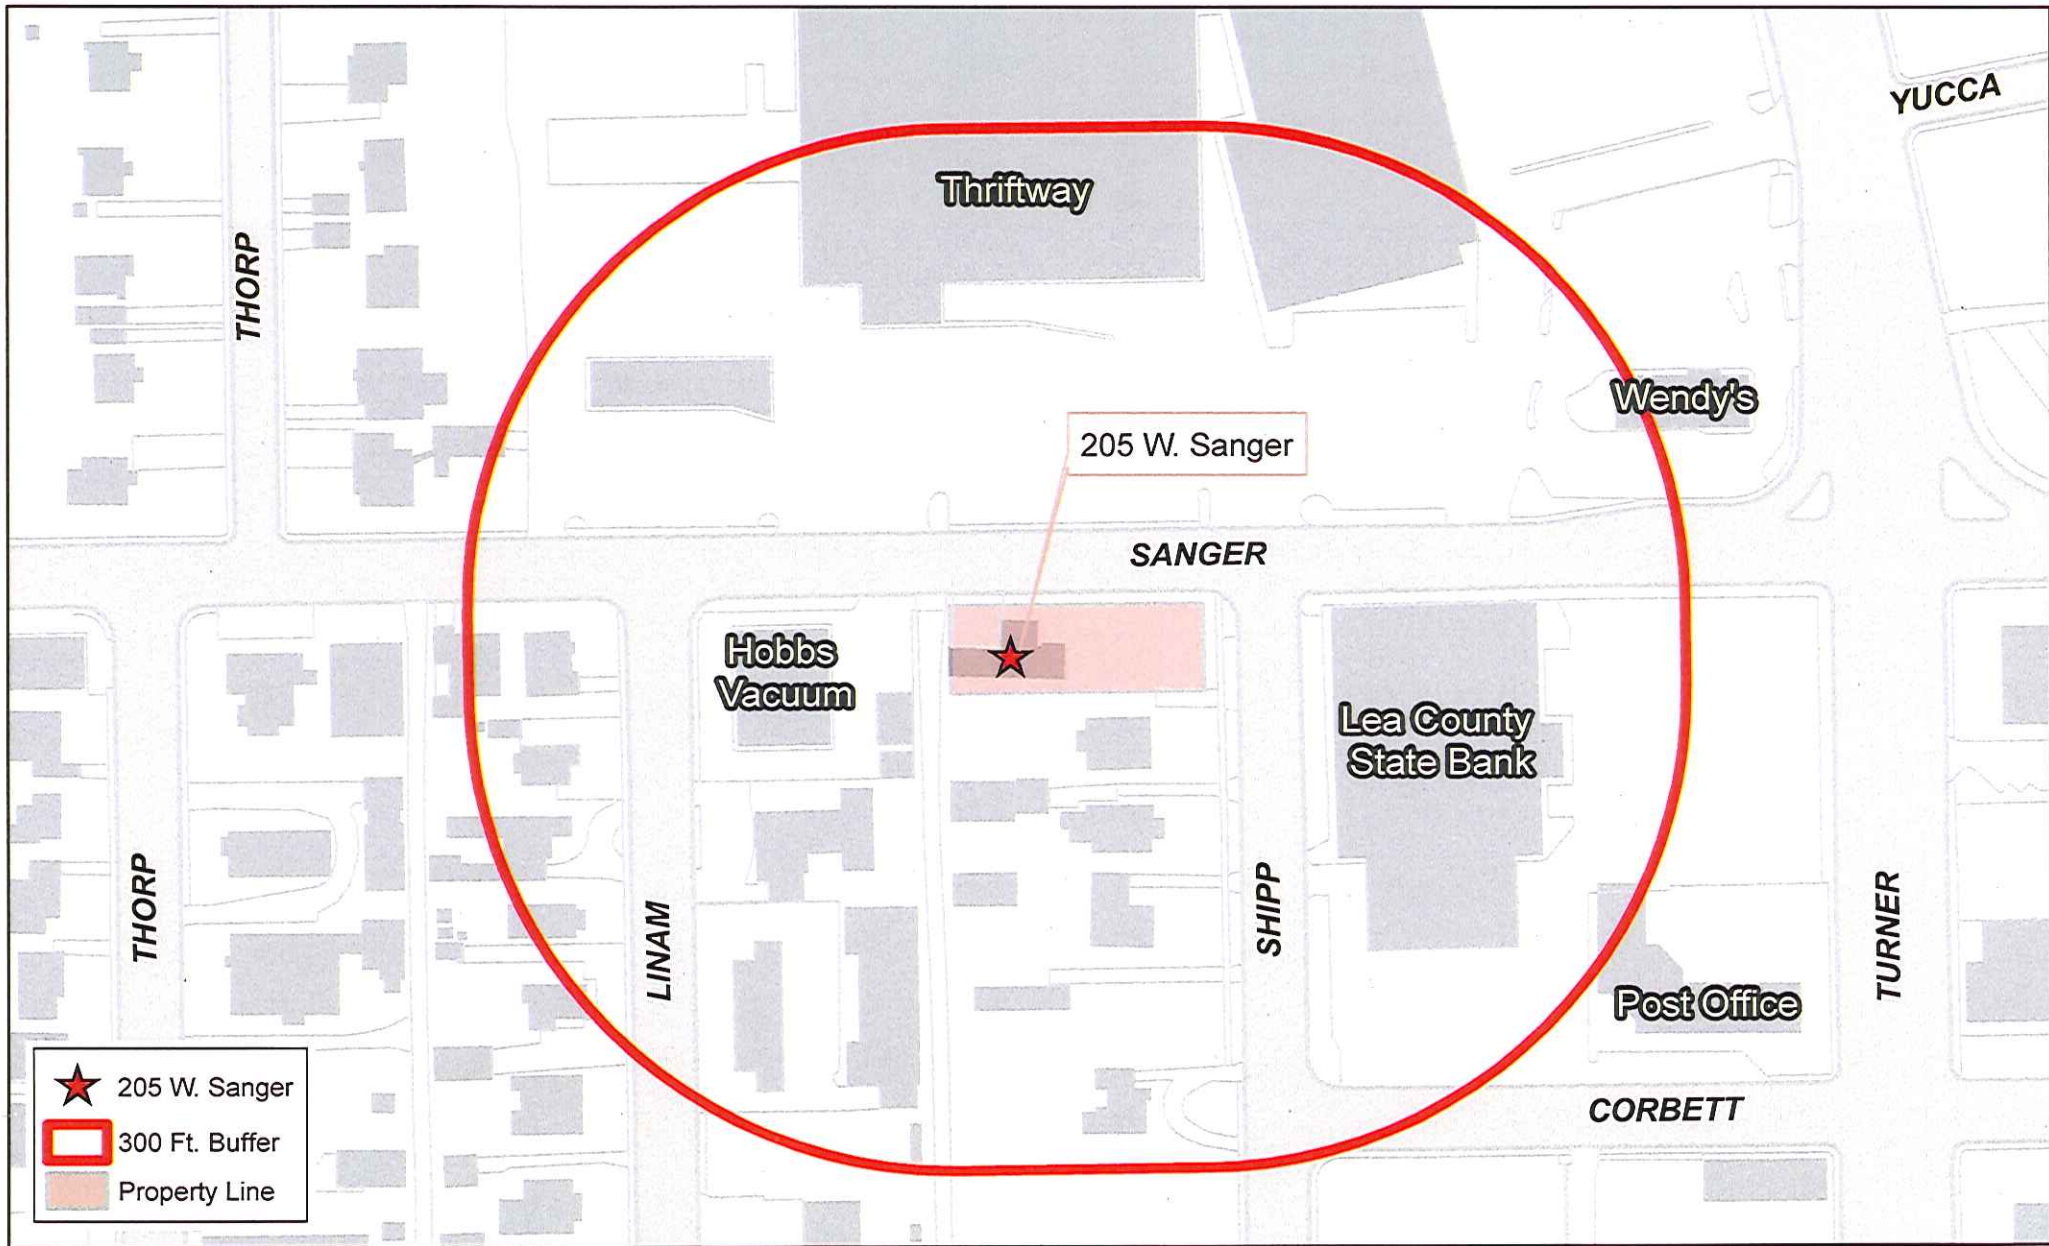 YUCCA
Thriftway
THORP
Wendy's
205 W. Sanger
SANGER
Hobbs
Vacuum
Lea County
State Bank
THORP
LINAM
SHIPP
TURNER
Post Office
CORBETT
205 W. Sanger
300 Ft. Buffer
Property Line